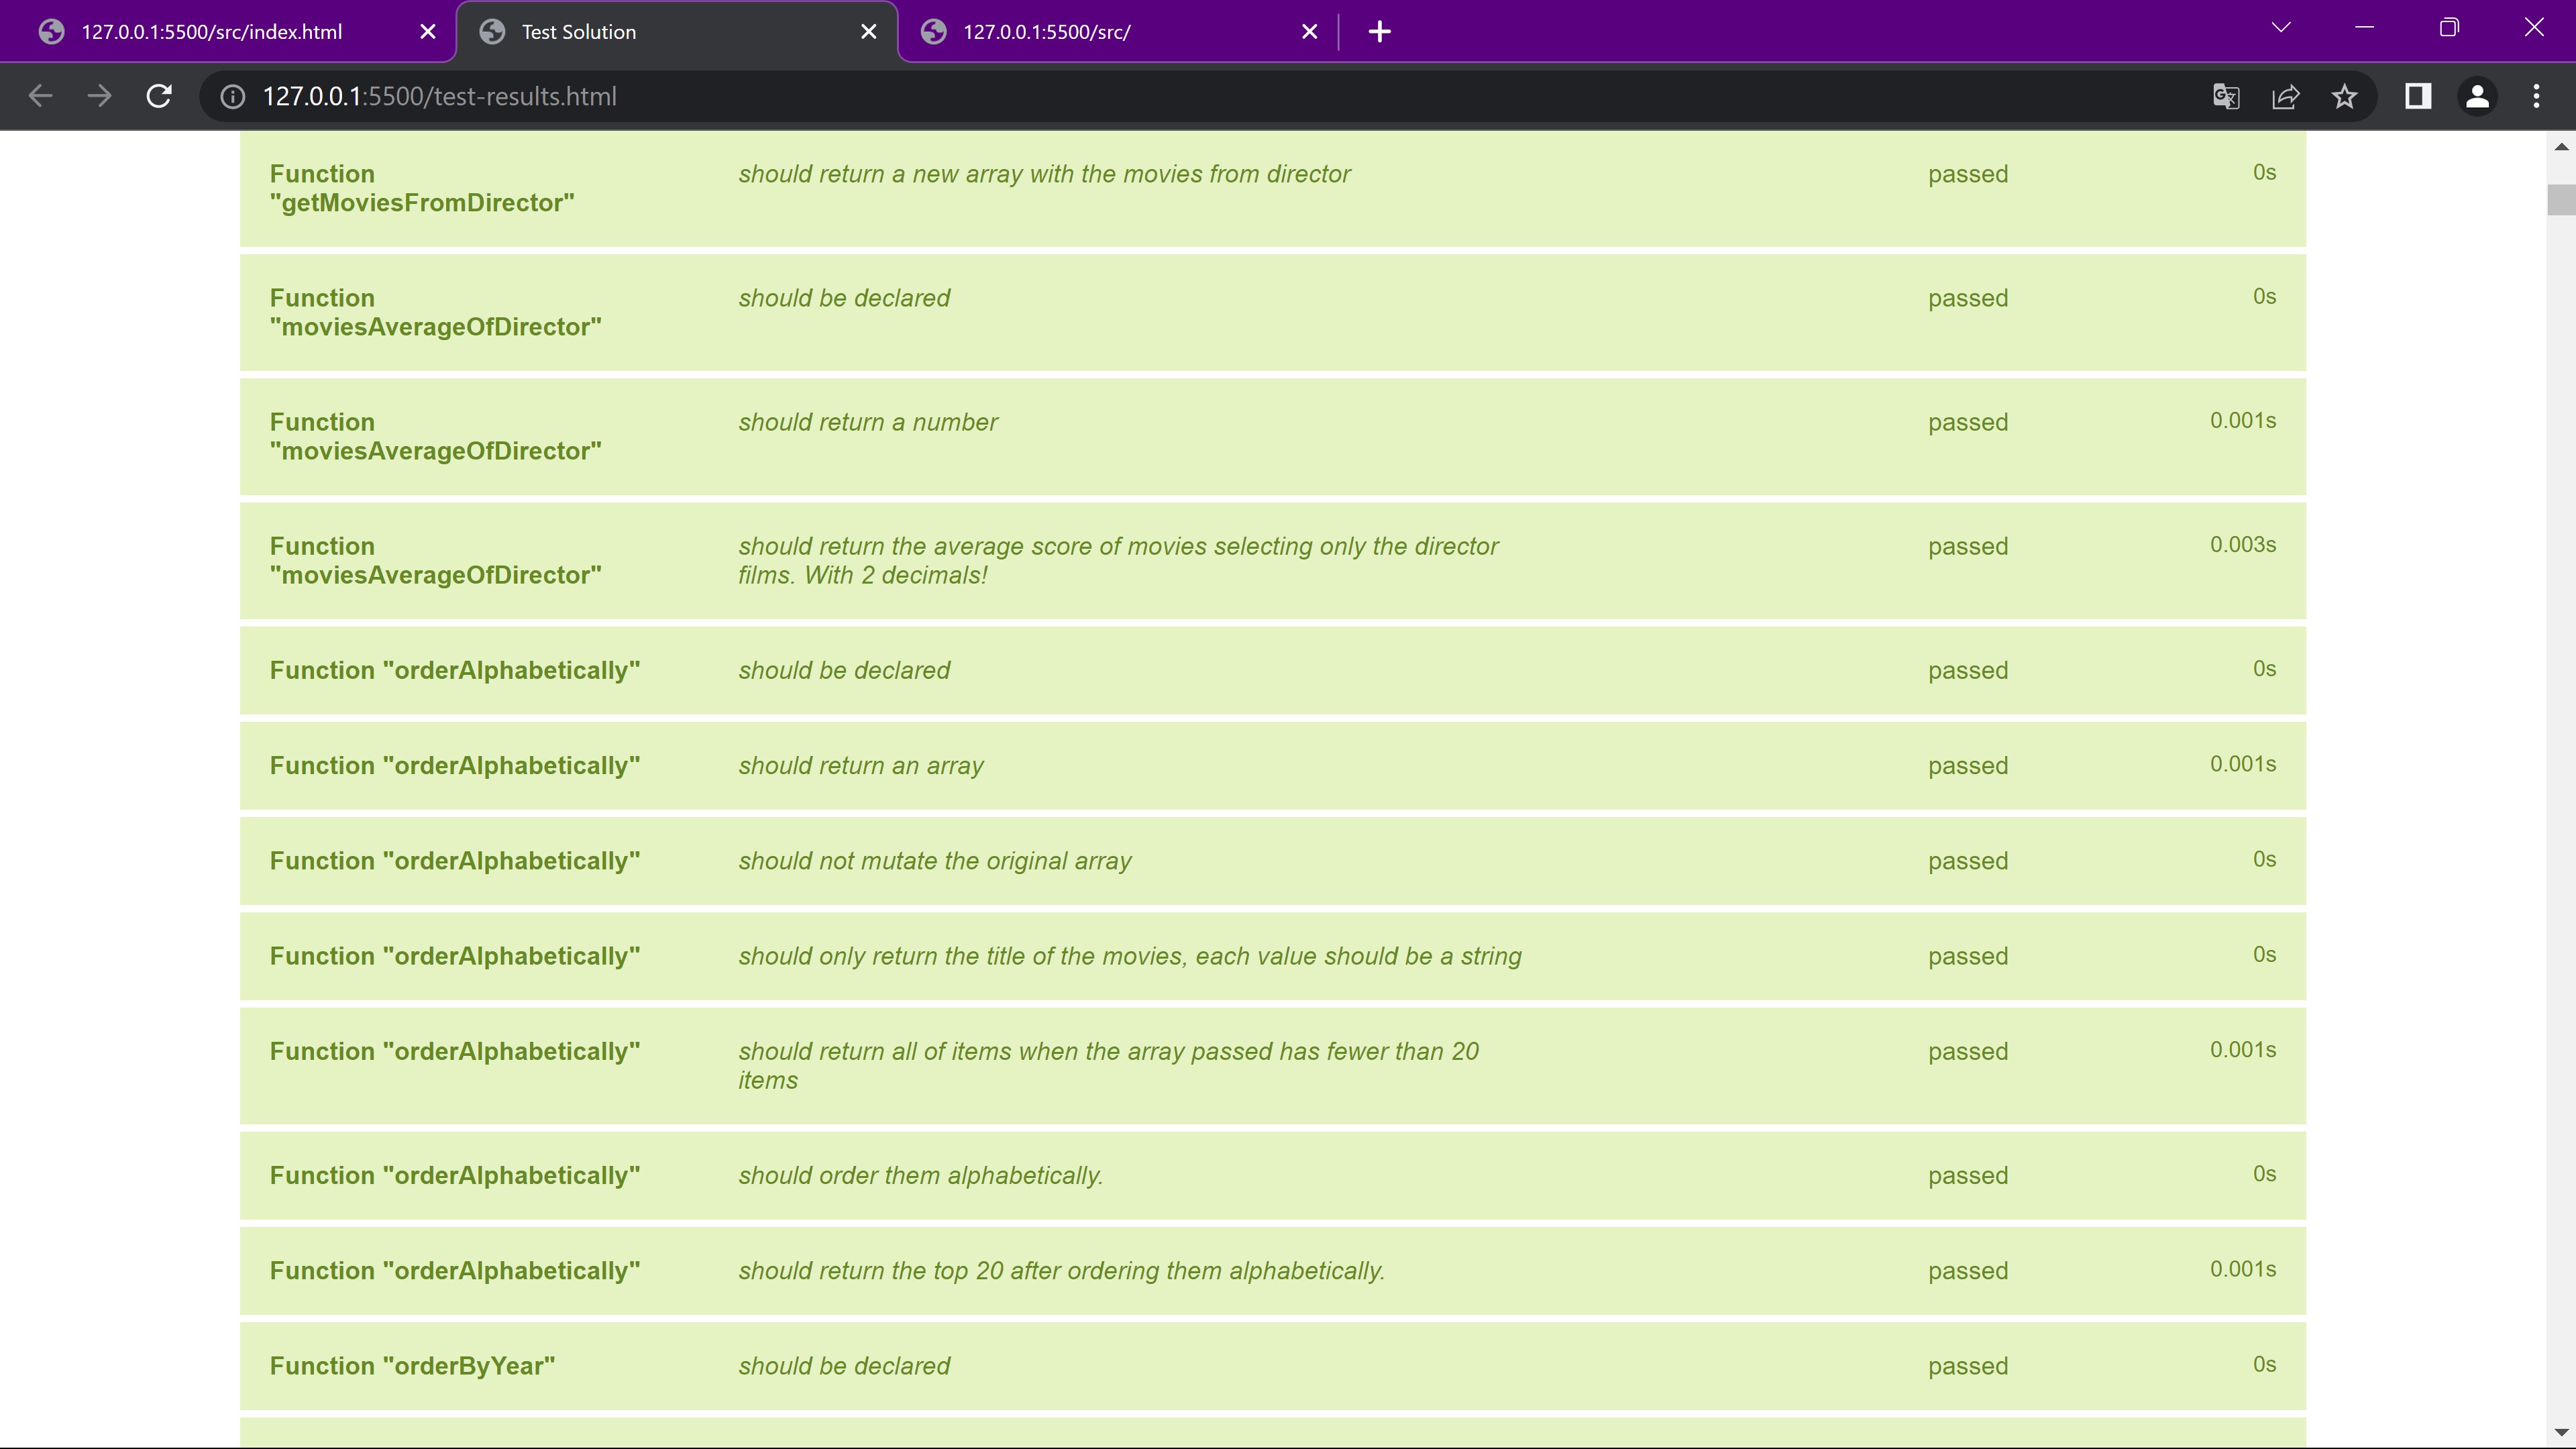 127.0.0.1:5500/src/index.html
Test Solution
127.0.0.1:5500/src/
127.0.0.1:5500/test-results.html
Function "getMoviesFromDirector" should return a new array with the movies from director passed 0s
Function "moviesAverageOfDirector" should be declared passed 0s
Function "moviesAverageOfDirector" should return a number passed 0.001s
Function "moviesAverageOfDirector" should return the average score of movies selecting only the director films. With 2 decimals! passed 0.003s
Function "orderAlphabetically" should be declared passed 0s
Function "orderAlphabetically" should return an array passed 0.001s
Function "orderAlphabetically" should not mutate the original array passed 0s
Function "orderAlphabetically" should only return the title of the movies, each value should be a string passed 0s
Function "orderAlphabetically" should return all of items when the array passed has fewer than 20 items passed 0.001s
Function "orderAlphabetically" should order them alphabetically. passed 0s
Function "orderAlphabetically" should return the top 20 after ordering them alphabetically. passed 0.001s
Function "orderByYear" should be declared passed 0s